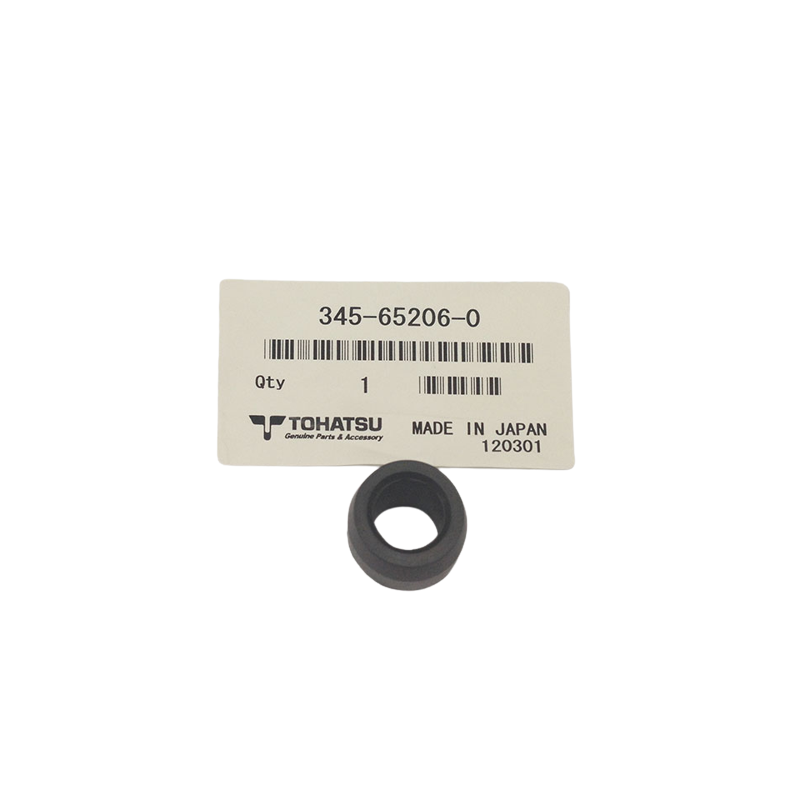 345-65206-0
Qty 1
TOHATSU
Genuine Parts & Accessory
MADE IN JAPAN
120301